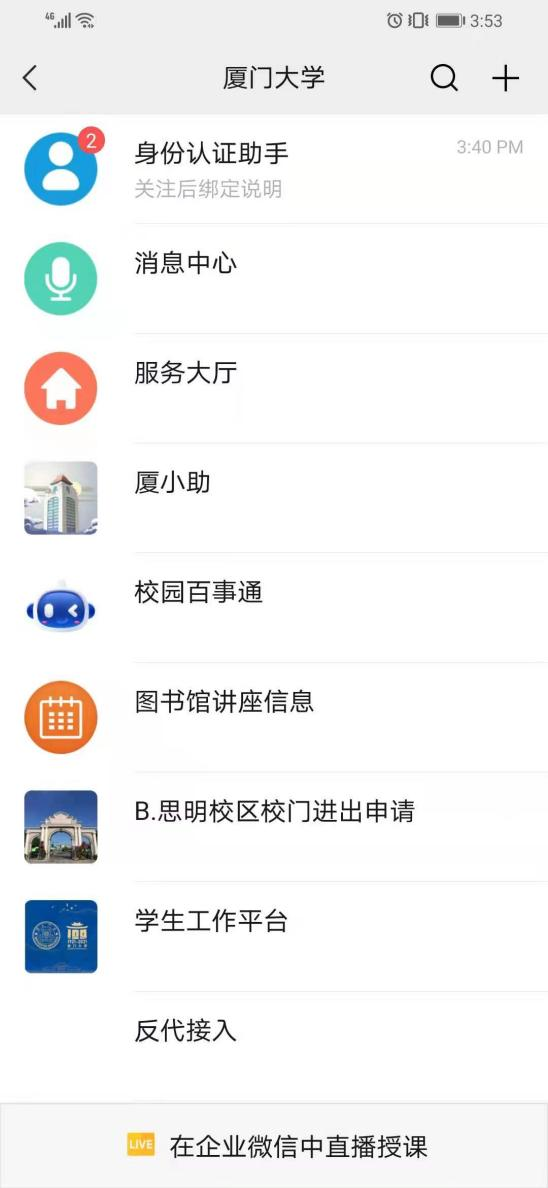 4G
3:53
厦门大学
2
身份认证助手
3:40 PM
关注后绑定说明
消息中心
服务大厅
厦小助
校园百事通
图书馆讲座信息
B.思明校区校门进出申请
学生工作平台
反代接入
LIVE 在企业微信中直播授课